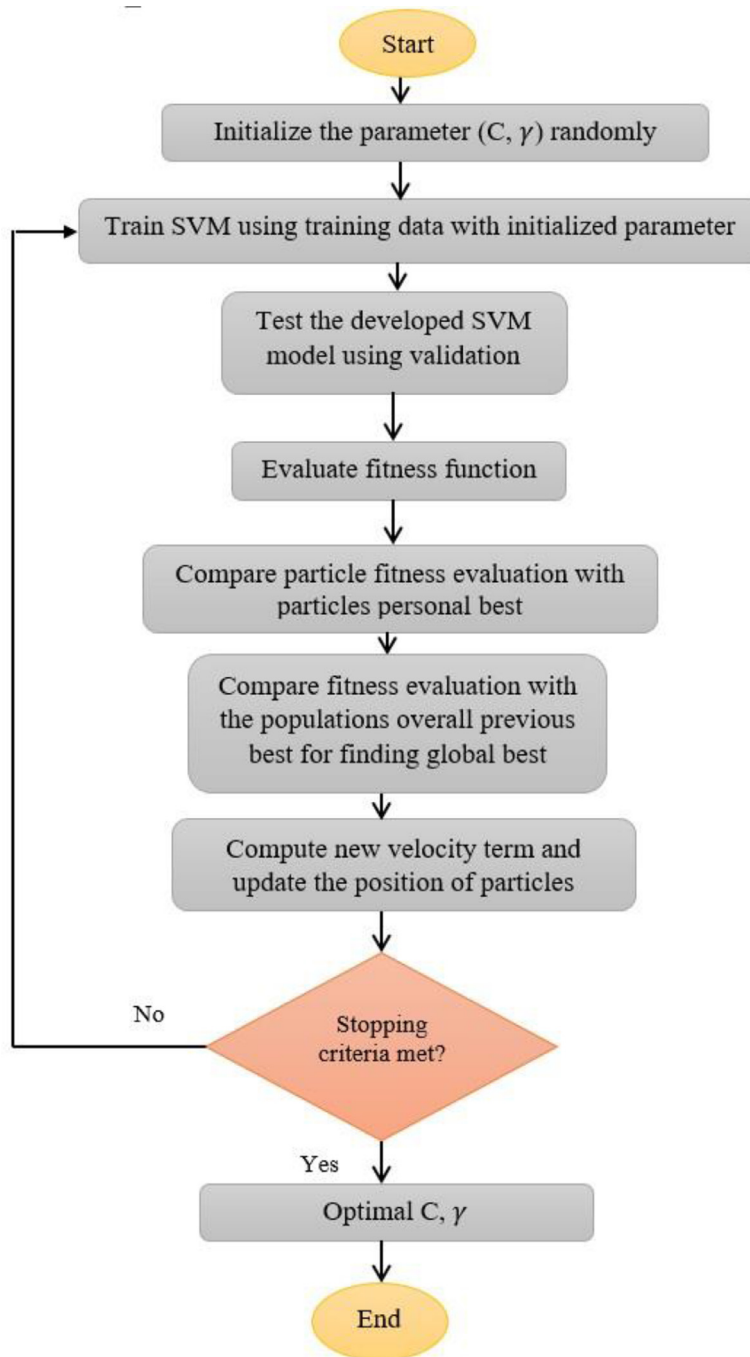 Start
Initialize the parameter (C, γ) randomly
Train SVM using training data with initialized parameter
Test the developed SVM
model using validation
Evaluate fitness function
Compare particle fitness evaluation with
particles personal best
Compare fitness evaluation with
the populations overall previous
best for finding global best
Compute new velocity term and
update the position of particles
No
Stopping
criteria met?
Yes
Optimal C, γ
End